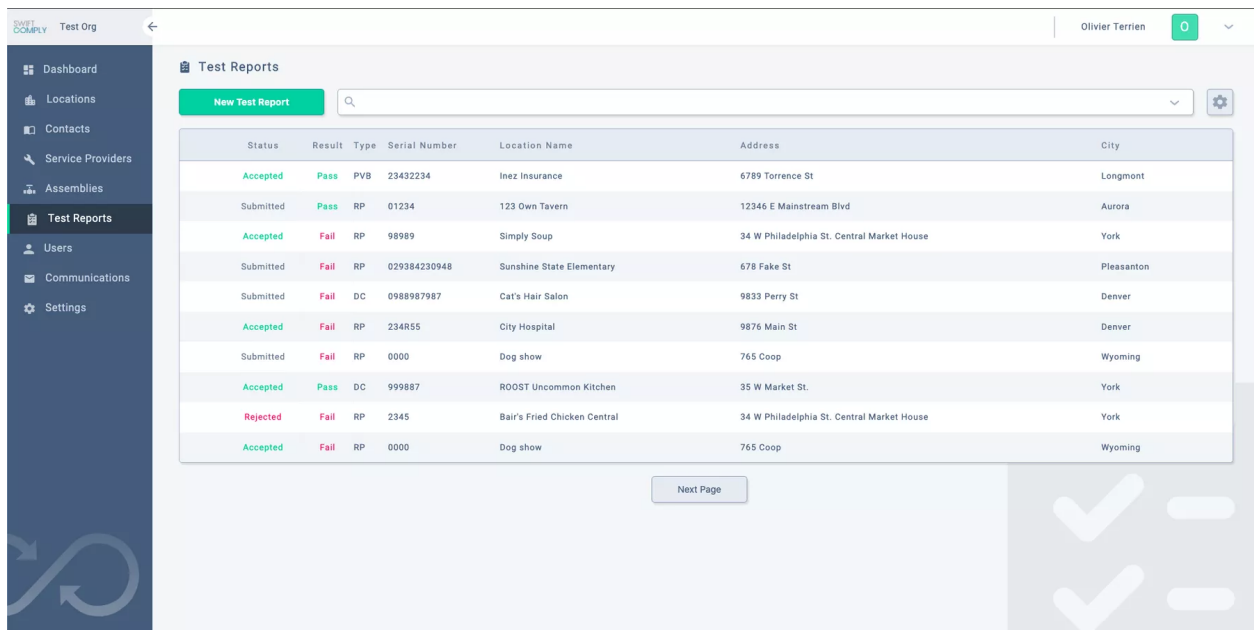 SWIFT
COMPLY
Test Org
Olivier Terrien
O
Dashboard
Locations
Contacts
Service Providers
Assemblies
Test Reports
Users
Communications
Settings
Test Reports
New Test Report
Status Result Type Serial Number Location Name Address City
Accepted Pass PVB 23432234 Inez Insurance 6789 Torrence St Longmont
Submitted Pass RP 01234 123 Own Tavern 12346 E Mainstream Blvd Aurora
Accepted Fail RP 98989 Simply Soup 34 W Philadelphia St. Central Market House York
Submitted Fail RP 029384230948 Sunshine State Elementary 678 Fake St Pleasanton
Submitted Fail DC 0988987987 Cat's Hair Salon 9833 Perry St Denver
Accepted Fail RP 234R55 City Hospital 9876 Main St Denver
Submitted Fail RP 0000 Dog show 765 Coop Wyoming
Accepted Pass DC 999887 ROOST Uncommon Kitchen 35 W Market St. York
Rejected Fail RP 2345 Bair's Fried Chicken Central 34 W Philadelphia St. Central Market House York
Accepted Fail RP 0000 Dog show 765 Coop Wyoming
Next Page